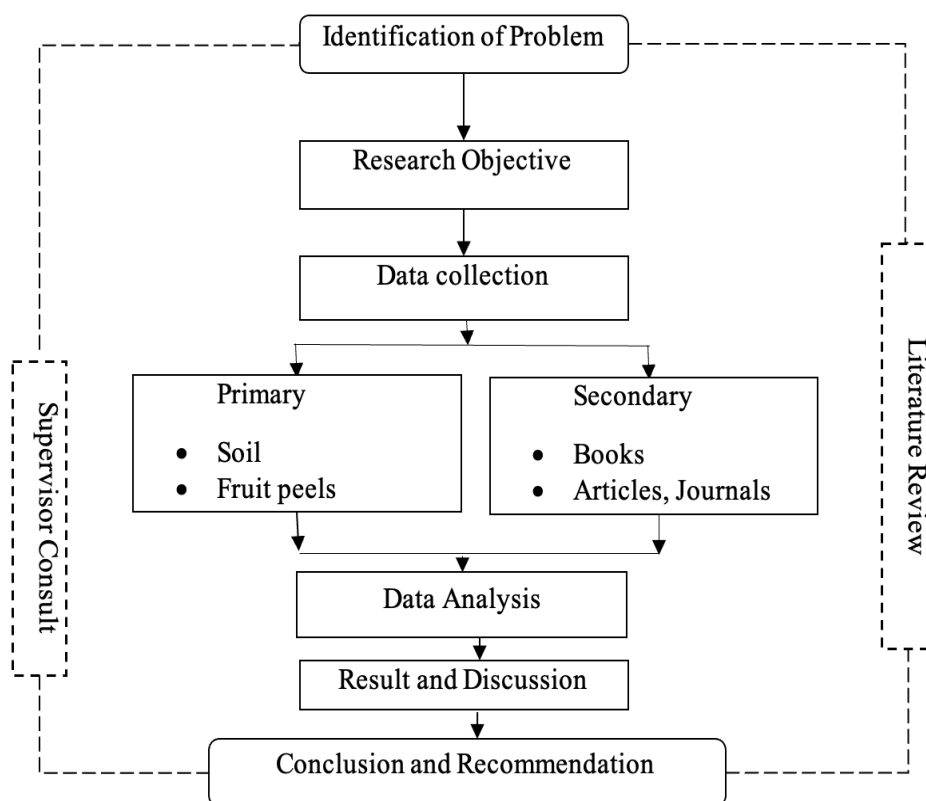 Identification of Problem
Research Objective
Data collection
Primary
• Soil
• Fruit peels
Secondary
• Books
• Articles, Journals
Supervisor Consult
Literature Review
Data Analysis
Result and Discussion
Conclusion and Recommendation